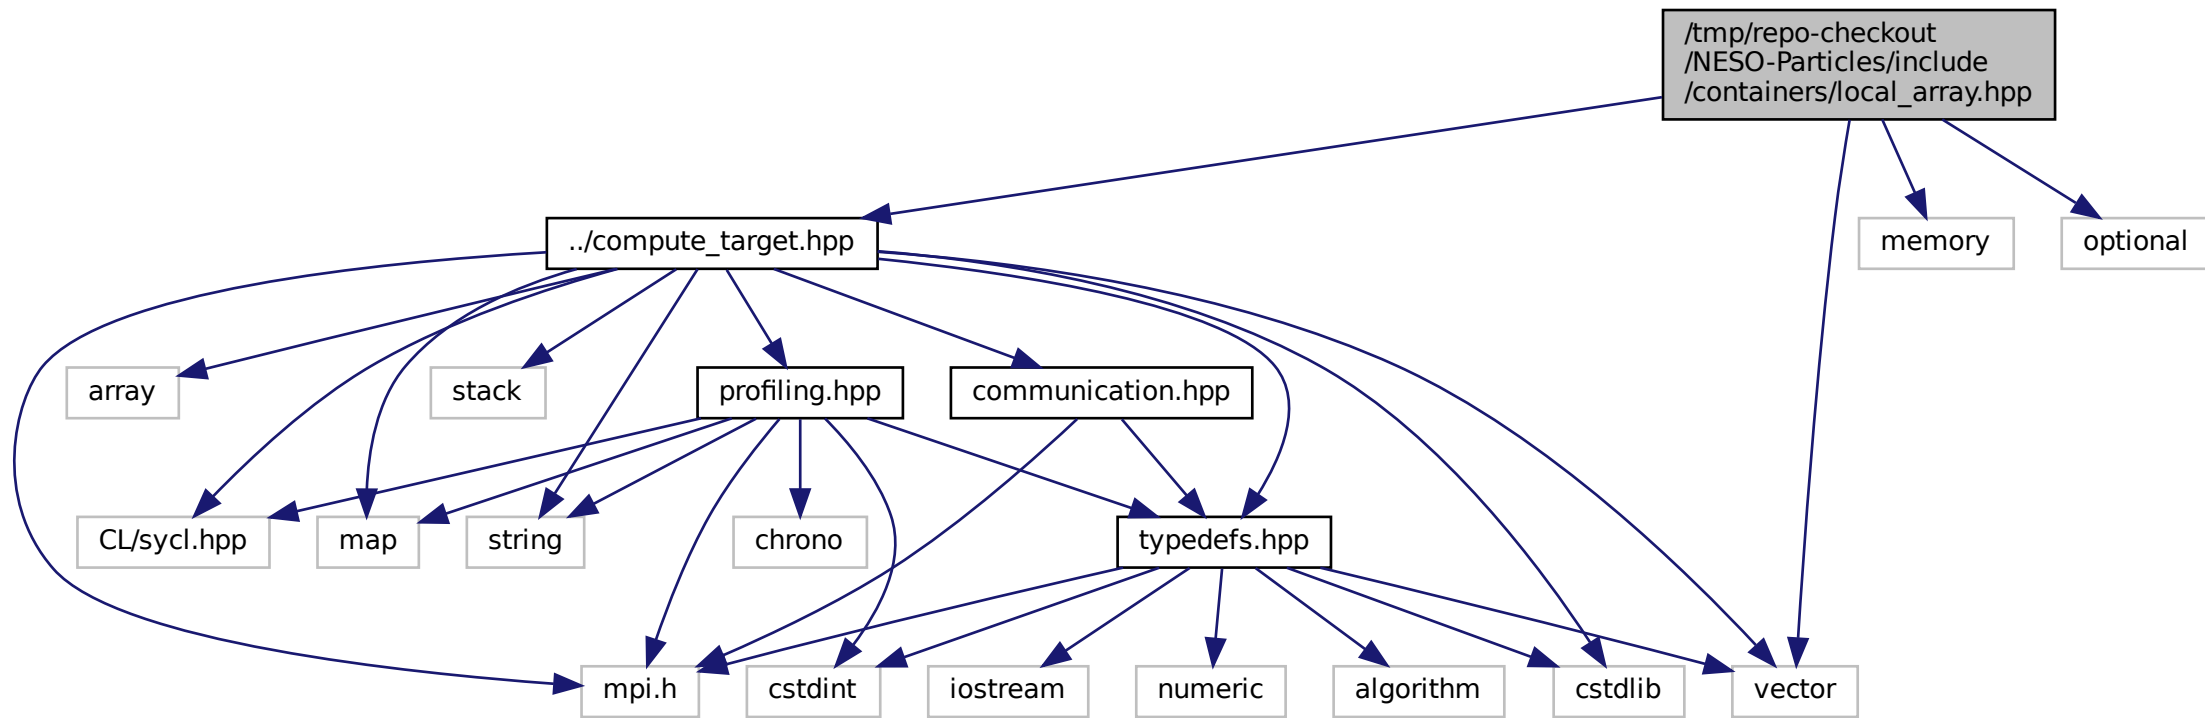 /tmp/repo-checkout
/NESO-Particles/include
/containers/local_array.hpp
../compute_target.hpp
memory
optional
array
stack
profiling.hpp
communication.hpp
CL/sycl.hpp
map
string
chrono
typedefs.hpp
mpi.h
cstdint
iostream
numeric
algorithm
cstdlib
vector